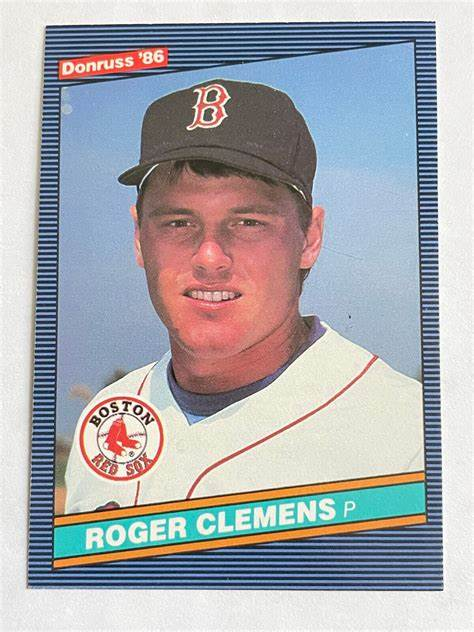 Donruss '86
B
BOSTON
RED SOX
®
ROGER CLEMENS P